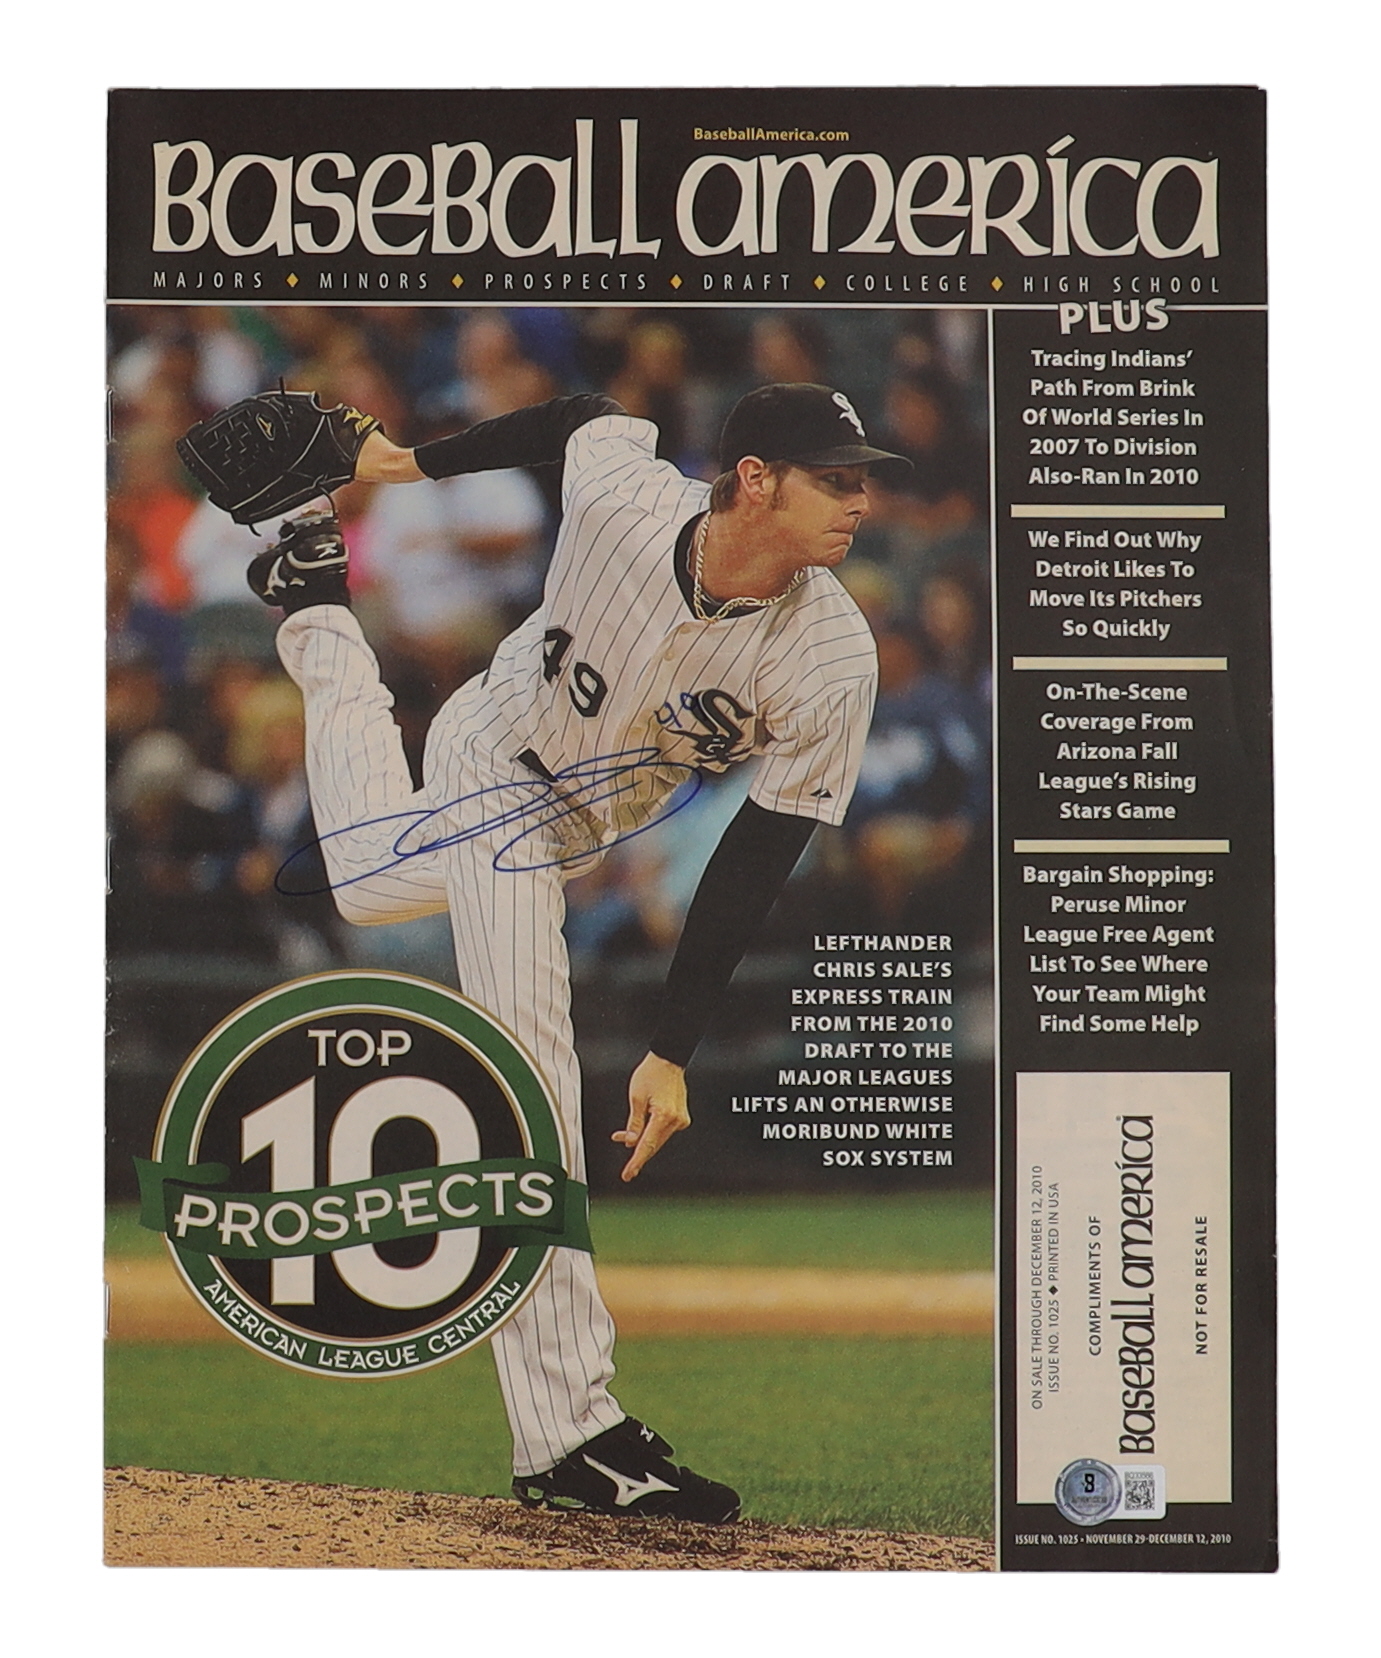 BaseballAmerica.com
Baseball america
MAJORS ♦ MINORS ♦ PROSPECTS ♦ DRAFT ♦ COLLEGE ♦ HIGH SCHOOL
PLUS
Tracing Indians'
Path From Brink
Of World Series In
2007 To Division
Also-Ran In 2010
We Find Out Why
Detroit Likes To
Move Its Pitchers
So Quickly
On-The-Scene
Coverage From
Arizona Fall
League's Rising
Stars Game
Bargain Shopping:
Peruse Minor
League Free Agent
List To See Where
Your Team Might
Find Some Help
49
49
LEFTHANDER
CHRIS SALE'S
EXPRESS TRAIN
FROM THE 2010
DRAFT TO THE
MAJOR LEAGUES
LIFTS AN OTHERWISE
MORIBUND WHITE
SOX SYSTEM
TOP
10
PROSPECTS
AMERICAN LEAGUE CENTRAL
ON SALE THROUGH DECEMBER 12, 2010
ISSUE NO. 1025 ♦ PRINTED IN USA
COMPLIMENTS OF
Baseball america
NOT FOR RESALE
ISSUE NO. 1025 • NOVEMBER 29-DECEMBER 12, 2010